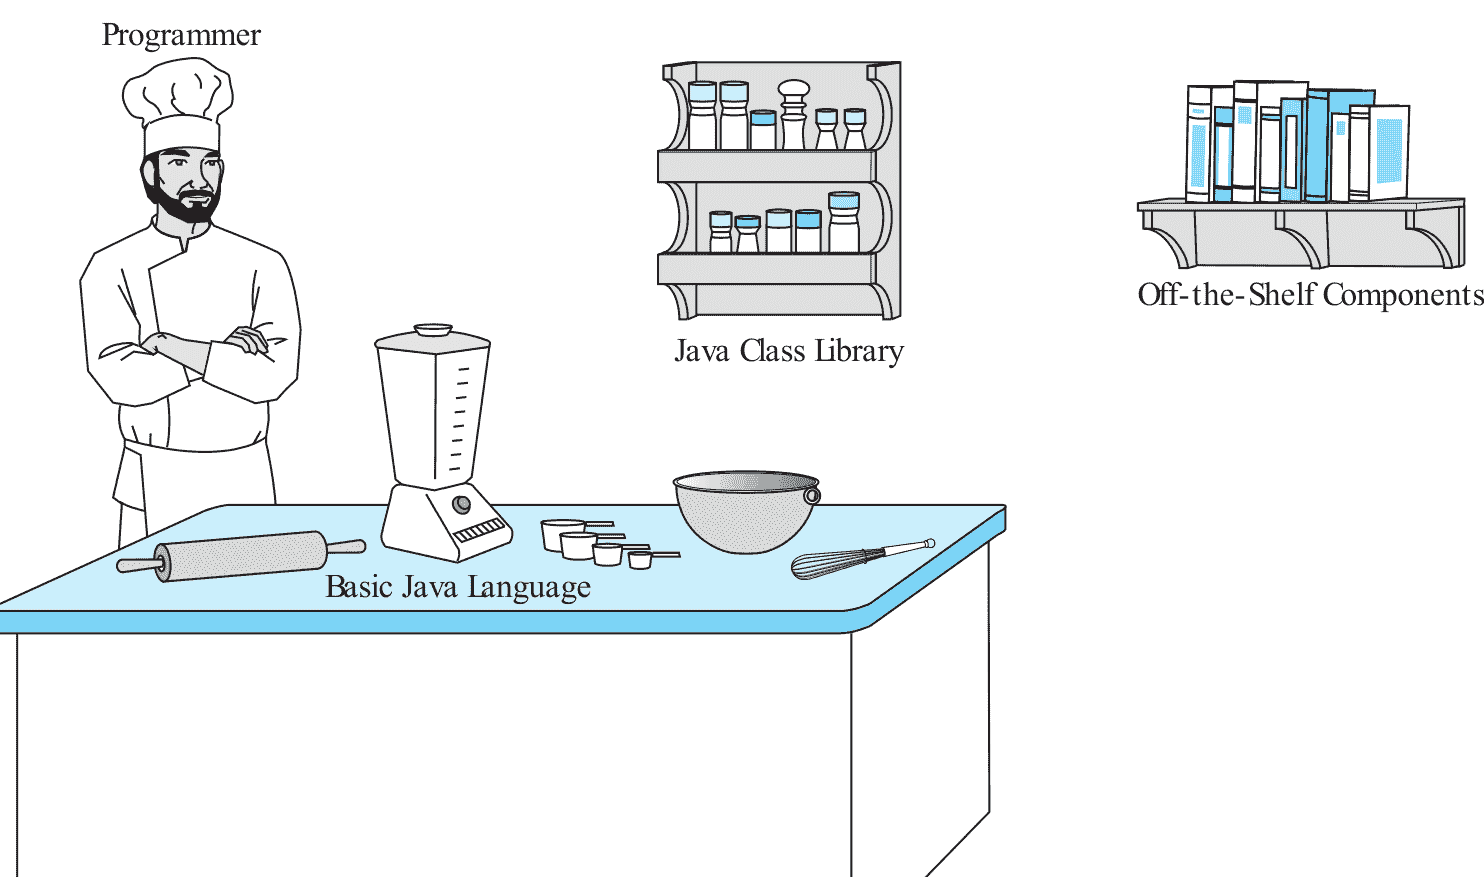 Programmer
Java Class Library
Off-the-Shelf Components
Basic Java Language